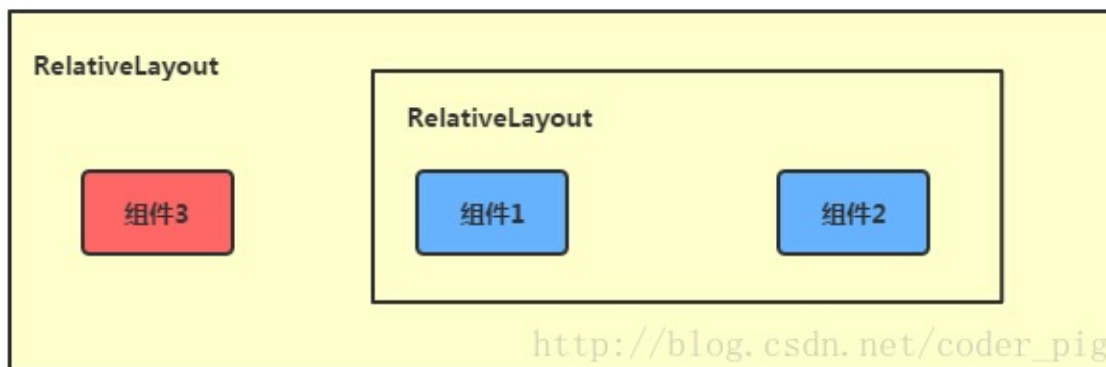 RelativeLayout
RelativeLayout
组件3
组件1
组件2
http://blog.csdn.net/coder_pig